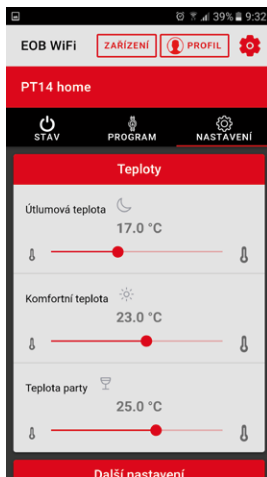 39% 9:32
EOB WiFi ZAŘÍZENÍ PROFIL
PT14 home
STAV PROGRAM NASTAVENÍ
Teploty
Útlumová teplota
17.0 °C
Komfortní teplota
23.0 °C
Teplota party
25.0 °C
Další nastavení